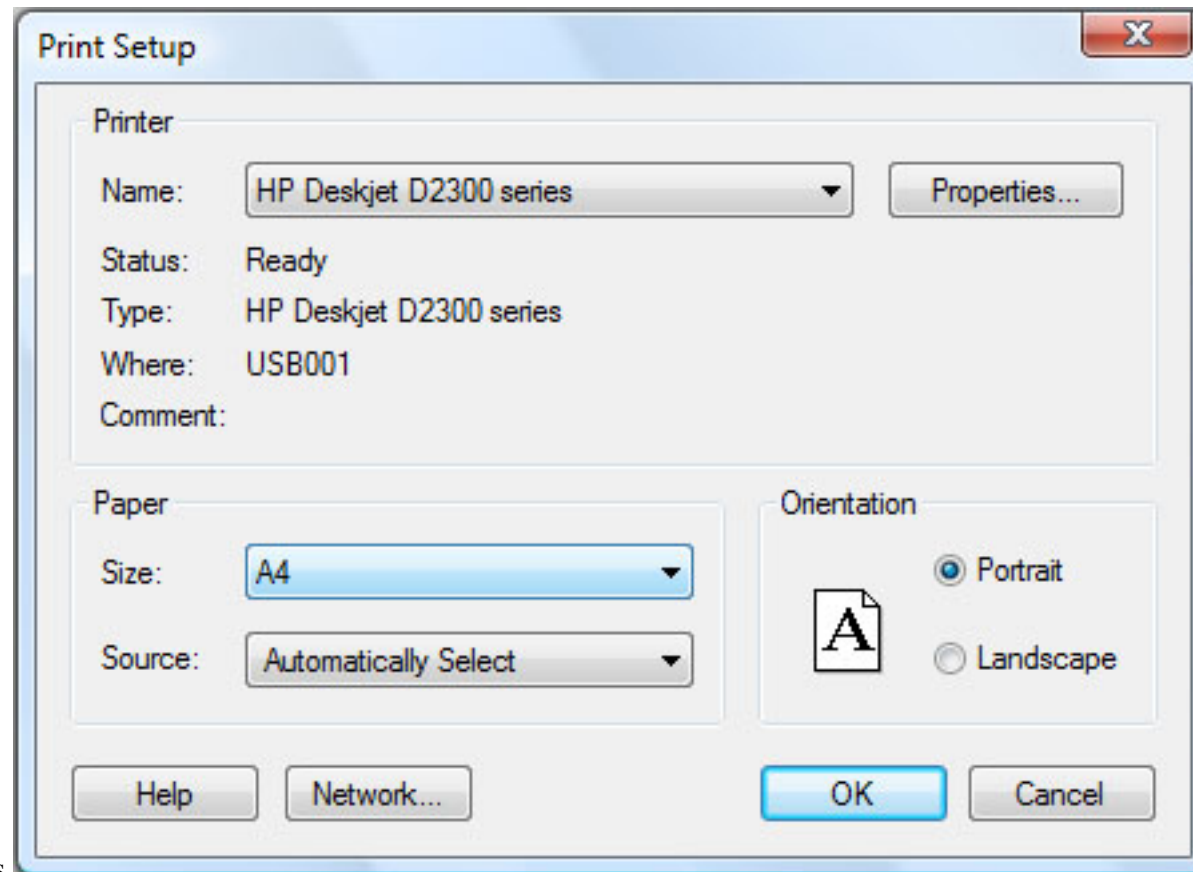 Print Setup
Printer
Name: HP Deskjet D2300 series Properties...
Status: Ready
Type: HP Deskjet D2300 series
Where: USB001
Comment:
Paper Orientation
Size: A4 Portrait
A
Source: Automatically Select Landscape
Help Network... OK Cancel